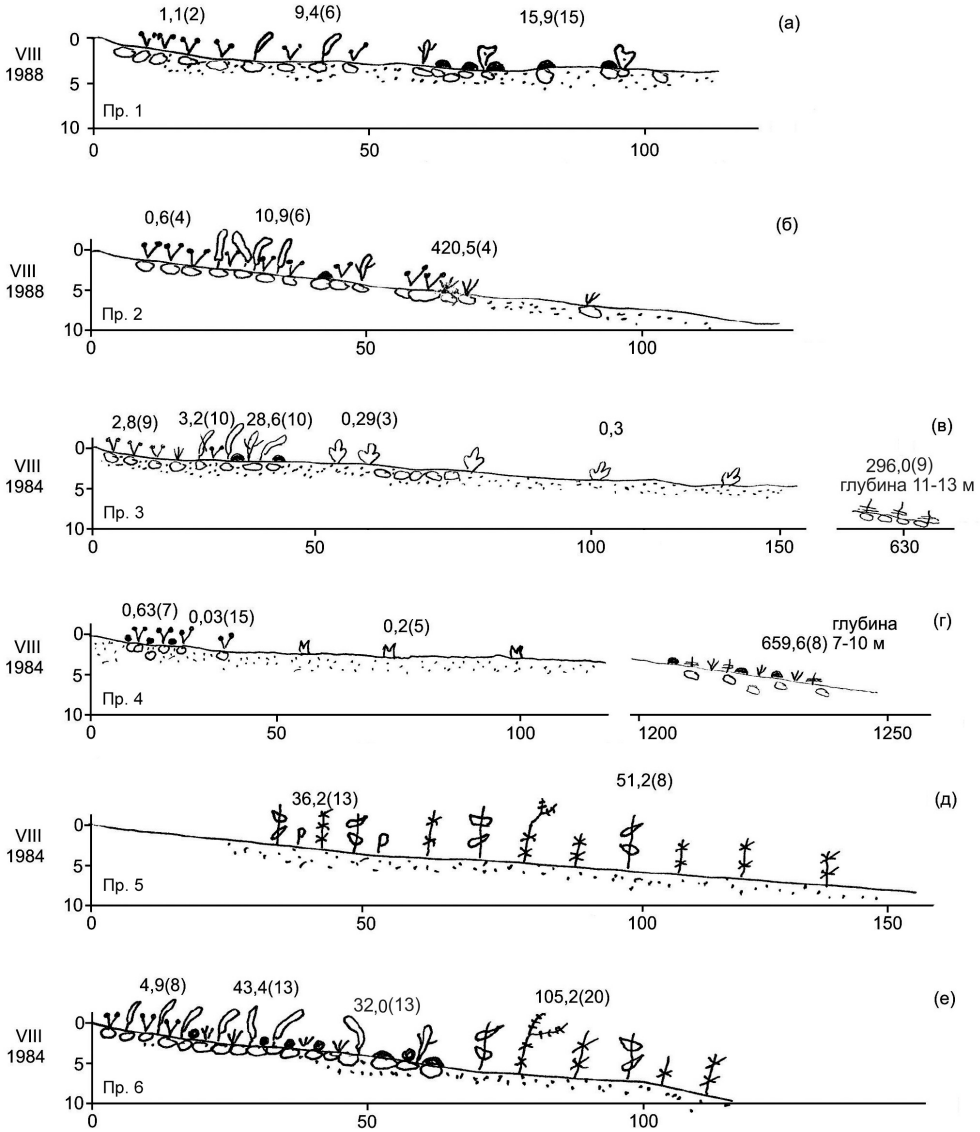 1,1(2) 9,4(6) 15,9(15) (а)
0
VIII
1988
5
Пр. 1
10
0 50 100
0,6(4) 10,9(6) 420,5(4) (б)
0
VIII
1988
5
Пр. 2
10
0 50 100
2,8(9) 3,2(10) 28,6(10) 0,29(3) 0,3 (в)
0
VIII
1984
5
296,0(9)
глубина 11-13 м
Пр. 3
10
0 50 100 150 630
0,63(7) 0,03(15) 0,2(5) (г)
глубина
659,6(8) 7-10 м
0
VIII
1984
5
Пр. 4
10
0 50 100 1200 1250
36,2(13) 51,2(8) (д)
0
VIII
1984
5
Пр. 5
10
0 50 100 150
4,9(8) 43,4(13) 32,0(13) 105,2(20) (е)
0
VIII
1984
5
Пр. 6
10
0 50 100